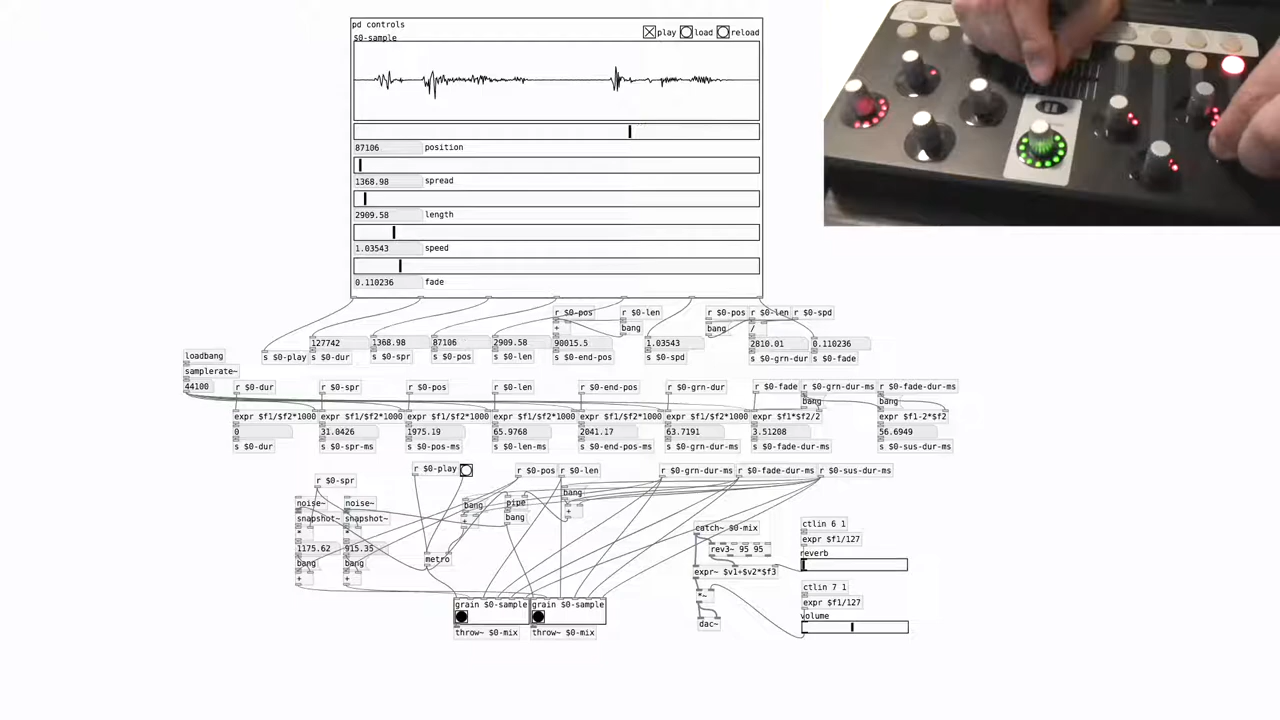 pd controls
$0-sample
play load reload
87106 position
1368.98 spread
2909.58 length
1.03543 speed
0.110236 fade
r $0-pos r $0-len r $0-pos r $0-len r $0-spd
+ bang bang /
127742 1368.98 87106 2909.58 90015.5 1.03543 2810.01 0.110236
s $0-play s $0-dur s $0-spr s $0-pos s $0-len s $0-end-pos s $0-spd s $0-grn-dur s $0-fade
loadbang
samplerate~
44100
r $0-dur r $0-spr r $0-pos r $0-len r $0-end-pos r $0-grn-dur r $0-fade r $0-grn-dur-ms r $0-fade-dur-ms
bang bang
expr $f1/$f2*1000 expr $f1/$f2*1000 expr $f1/$f2*1000 expr $f1/$f2*1000 expr $f1/$f2*1000 expr $f1/$f2*1000 expr $f1*$f2/2 expr $f1-2*$f2
0 31.0426 1975.19 65.9768 2041.17 63.7191 3.51208 56.6949
s $0-dur s $0-spr-ms s $0-pos-ms s $0-len-ms s $0-end-pos-ms s $0-grn-dur-ms s $0-fade-dur-ms s $0-sus-dur-ms
r $0-play r $0-pos r $0-len r $0-grn-dur-ms r $0-fade-dur-ms r $0-sus-dur-ms
r $0-spr
noise~ noise~ bang pipe bang
snapshot~ snapshot~ + bang +
* *
1175.62 915.35
bang bang metro
+ +
grain $0-sample grain $0-sample
throw~ $0-mix throw~ $0-mix
catch~ $0-mix
rev3~ 95 95
expr~ $v1+$v2*$f3
*~
dac~
ctlin 6 1
expr $f1/127
reverb
ctlin 7 1
expr $f1/127
volume